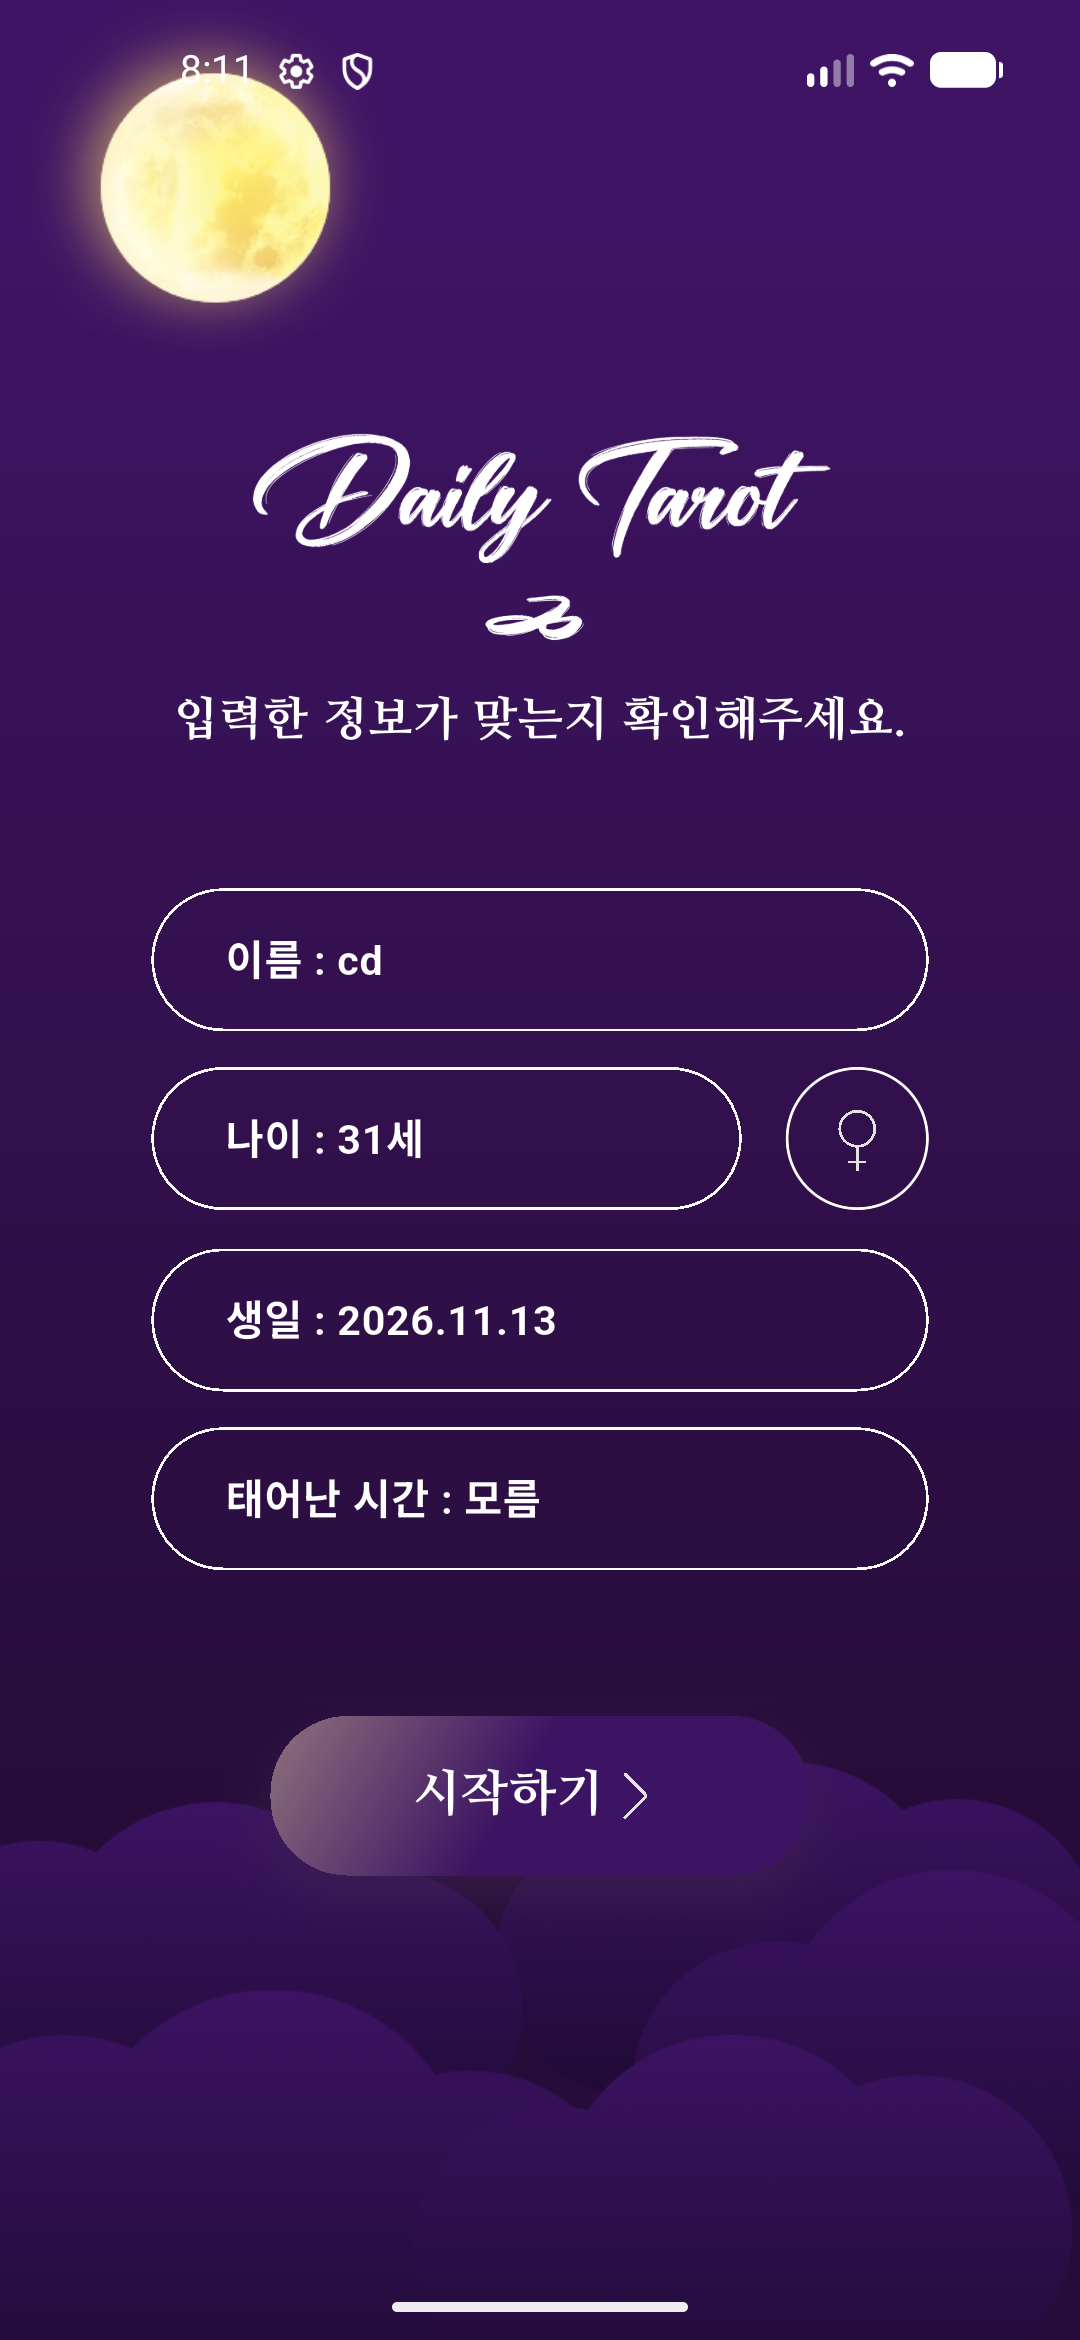 8:11
Daily Tarot
입력한 정보가 맞는지 확인해주세요.
이름 : cd
나이 : 31세
생일 : 2026.11.13
태어난 시간 : 모름
시작하기